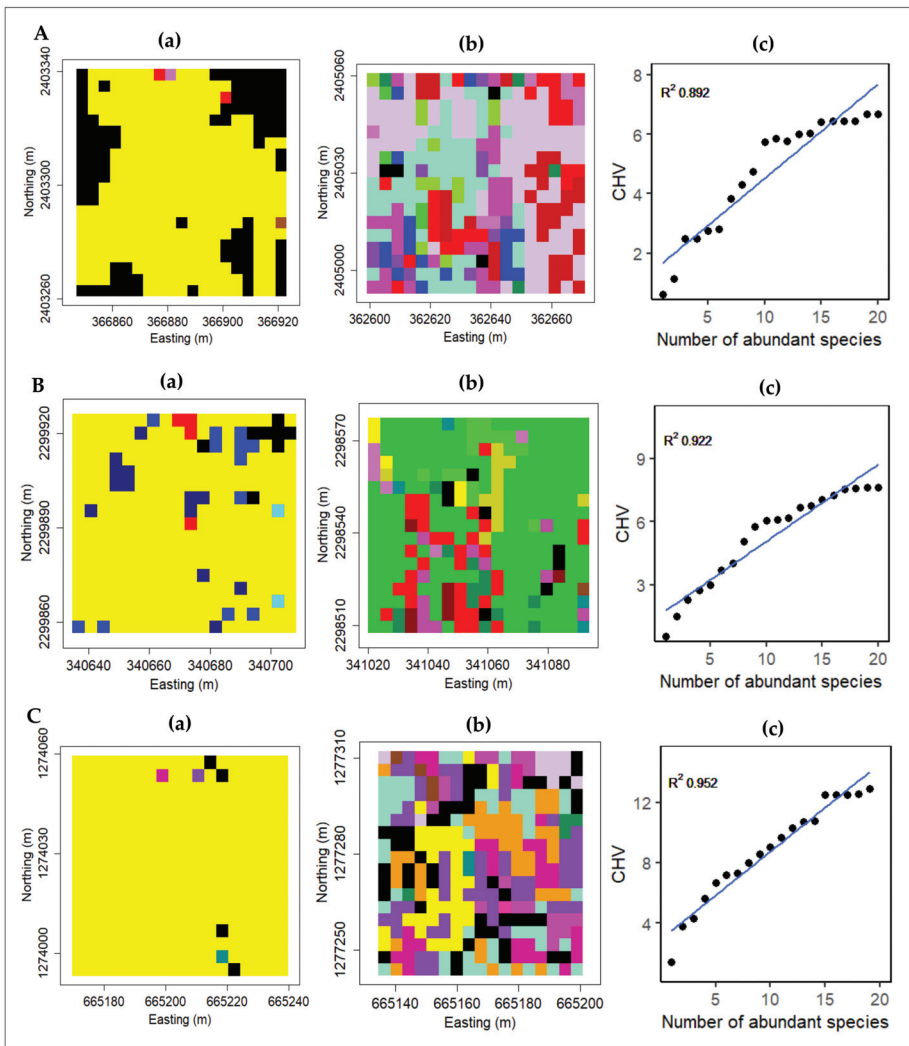 A
(a)
(b)
(c)
2403340
2403300
2403260
Northing (m)
366860 366880 366900 366920
Easting (m)
2405060
2405030
2405000
Northing (m)
362600 362620 362640 362660
Easting (m)
R² 0.892
CHV
6
4
2
5 10 15 20
Number of abundant species
B
(a)
(b)
(c)
2299920
2299890
2299860
Northing (m)
340640 340660 340680 340700
Easting (m)
2298570
2298540
2298510
Northing (m)
341020 341040 341060 341080
Easting (m)
R² 0.922
CHV
9
6
3
5 10 15 20
Number of abundant species
C
(a)
(b)
(c)
1274060
1274030
1274000
Northing (m)
665180 665200 665220 665240
Easting (m)
1277310
1277280
1277250
Northing (m)
665140 665160 665180 665200
Easting (m)
R² 0.952
CHV
12
8
4
5 10 15 20
Number of abundant species